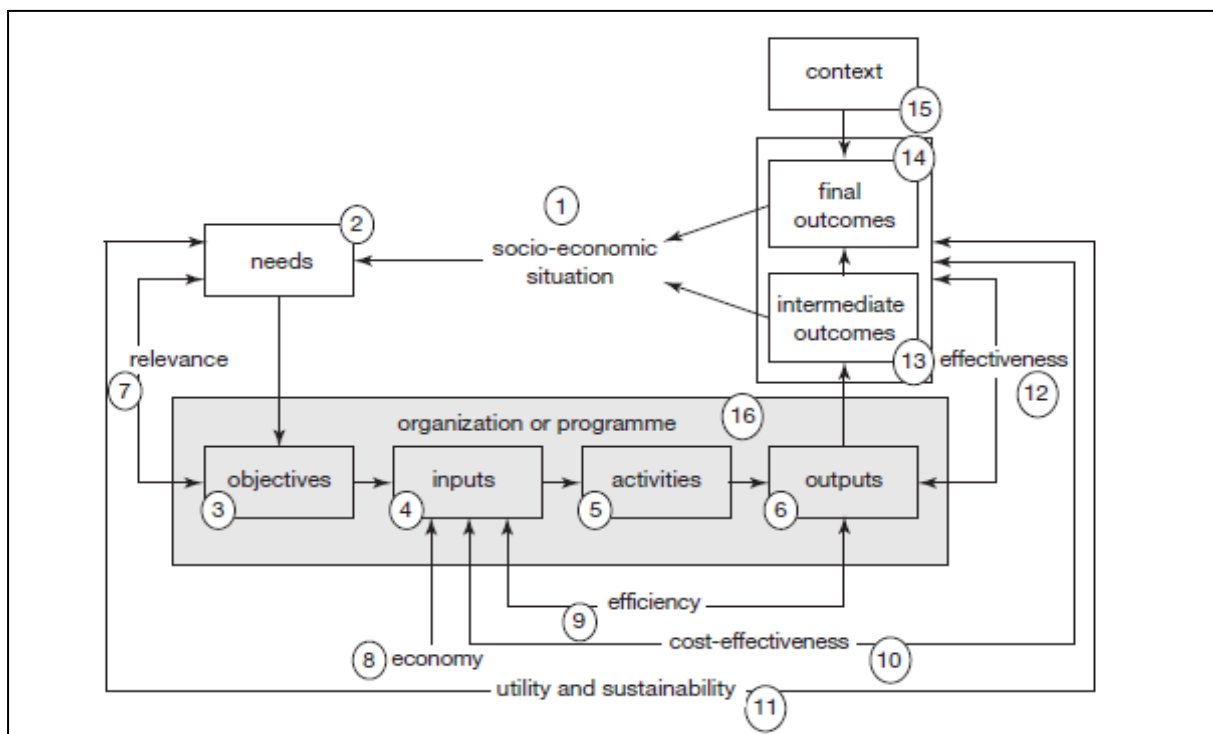 context
15
14
final
outcomes
1
socio-economic
situation
2
needs
intermediate
outcomes
13
relevance
7
effectiveness
12
organization or programme
16
objectives
3
inputs
4
activities
5
outputs
6
efficiency
9
cost-effectiveness
10
8
economy
utility and sustainability
11